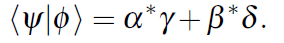 ⟨ψ|ϕ⟩ = α*γ + β*δ.